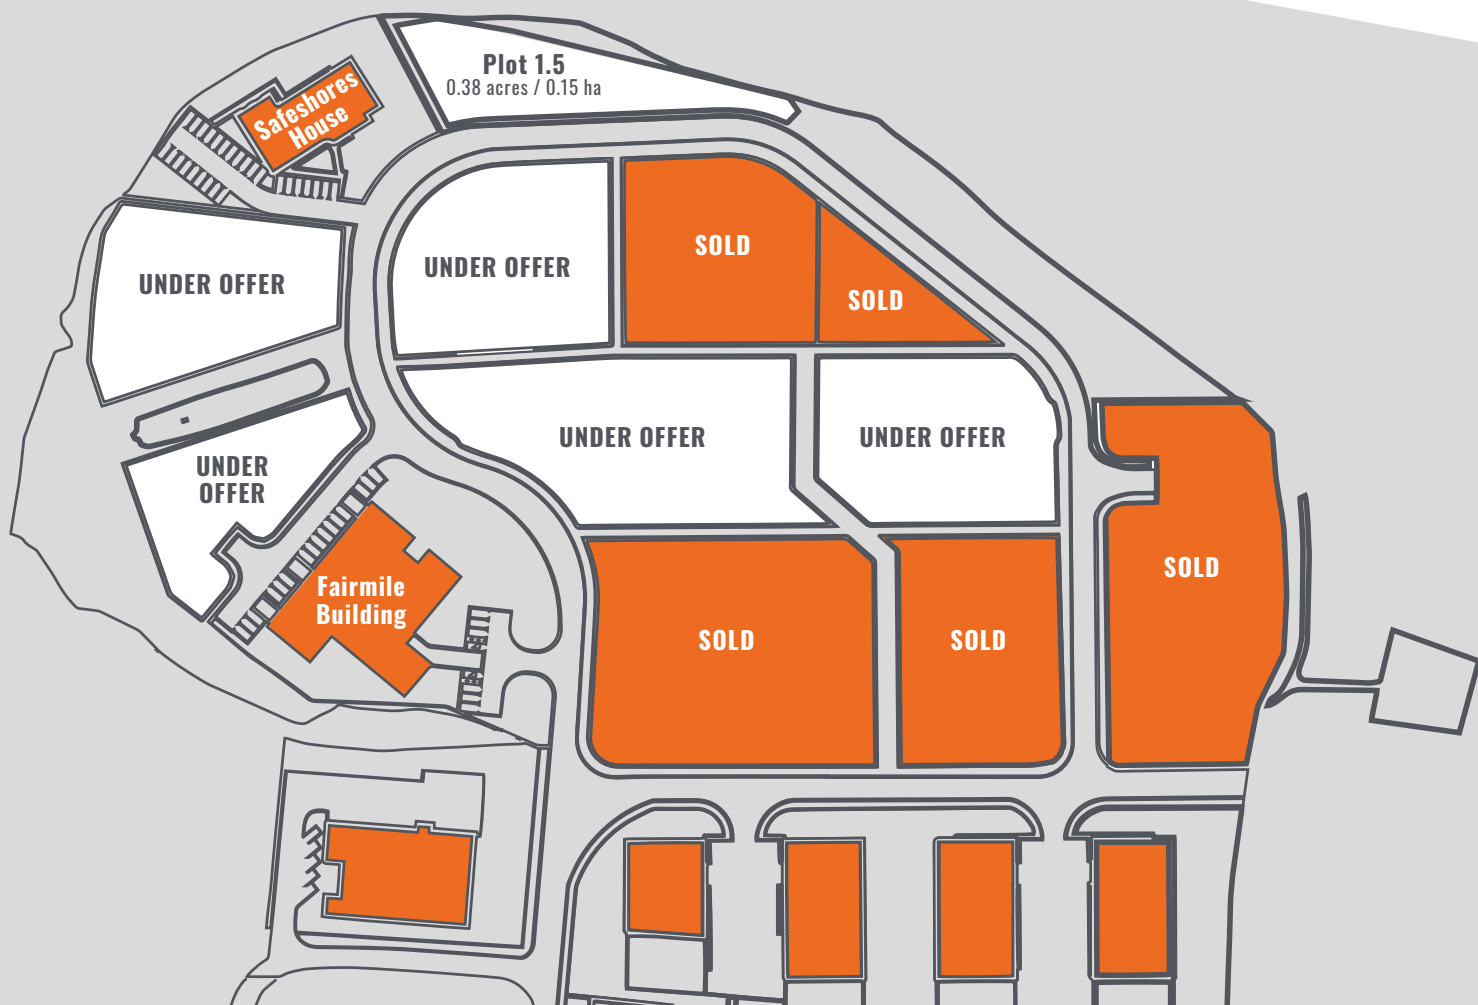 Plot 1.5
0.38 acres / 0.15 ha
Safeshores
House
UNDER OFFER
UNDER OFFER
SOLD
SOLD
UNDER OFFER
UNDER OFFER
UNDER
OFFER
SOLD
Fairmile
Building
SOLD
SOLD